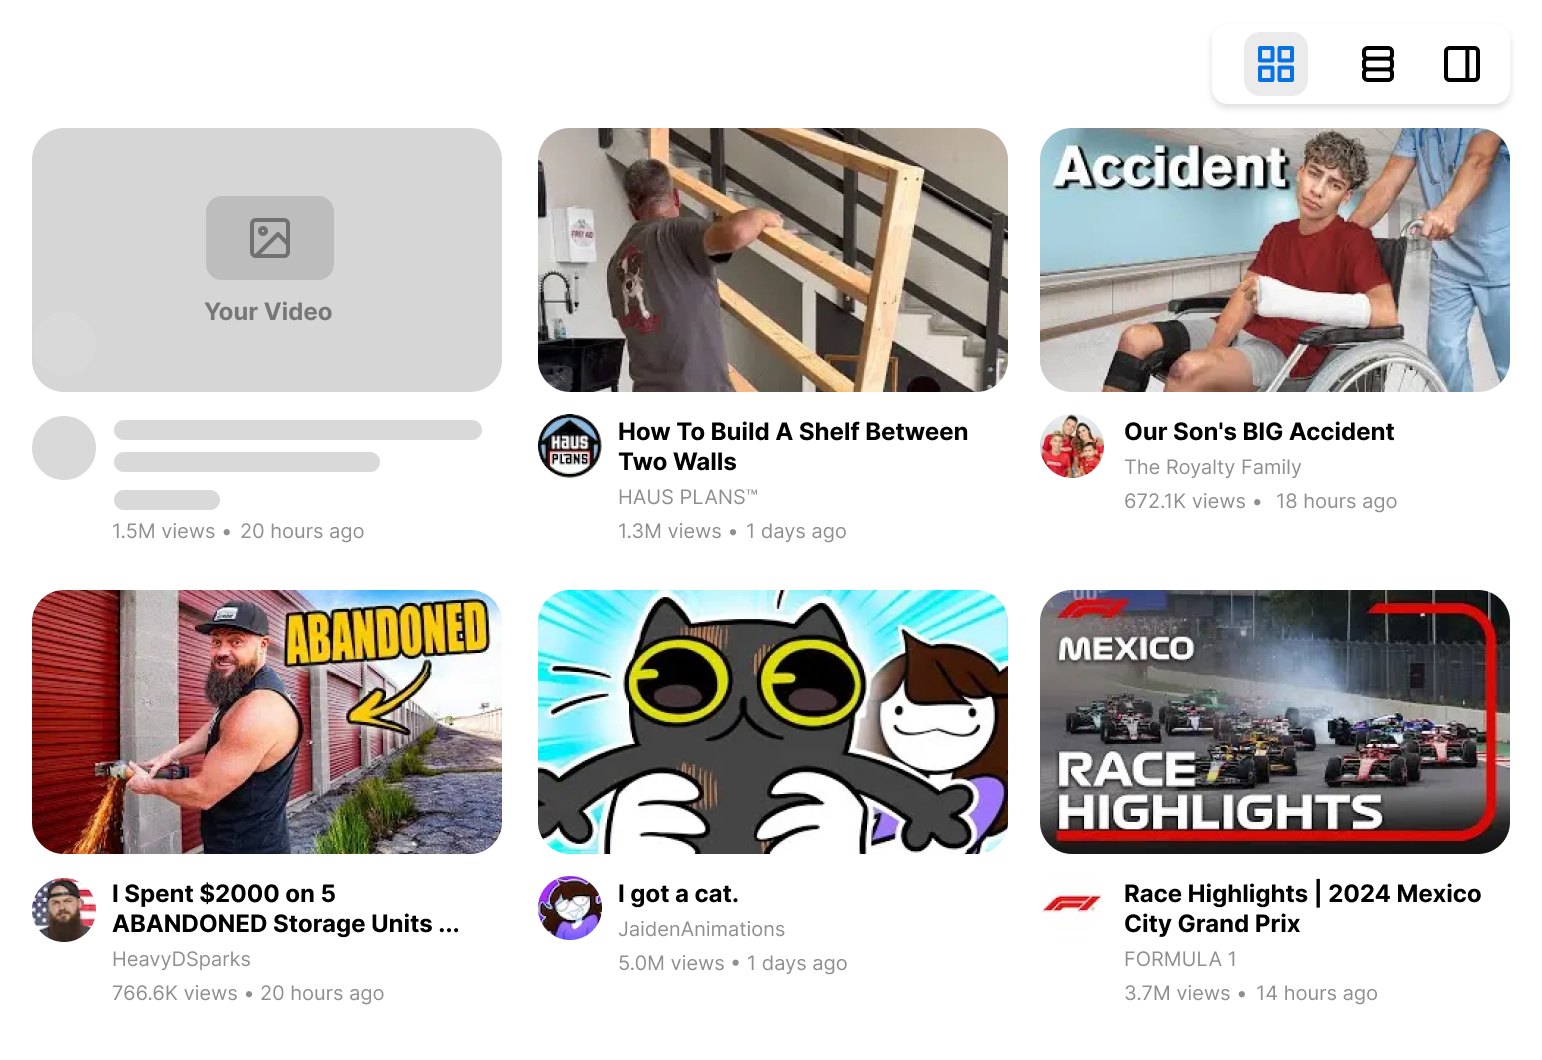 Your Video
1.5M views • 20 hours ago
FIRST AID
HAUS
PLANS
How To Build A Shelf Between
Two Walls
HAUS PLANS™
1.3M views • 1 days ago
Accident
Our Son's BIG Accident
The Royalty Family
672.1K views • 18 hours ago
ABANDONED
I Spent $2000 on 5
ABANDONED Storage Units ...
HeavyDSparks
766.6K views • 20 hours ago
I got a cat.
JaidenAnimations
5.0M views • 1 days ago
MEXICO
RACE
HIGHLIGHTS
Race Highlights | 2024 Mexico
City Grand Prix
FORMULA 1
3.7M views • 14 hours ago